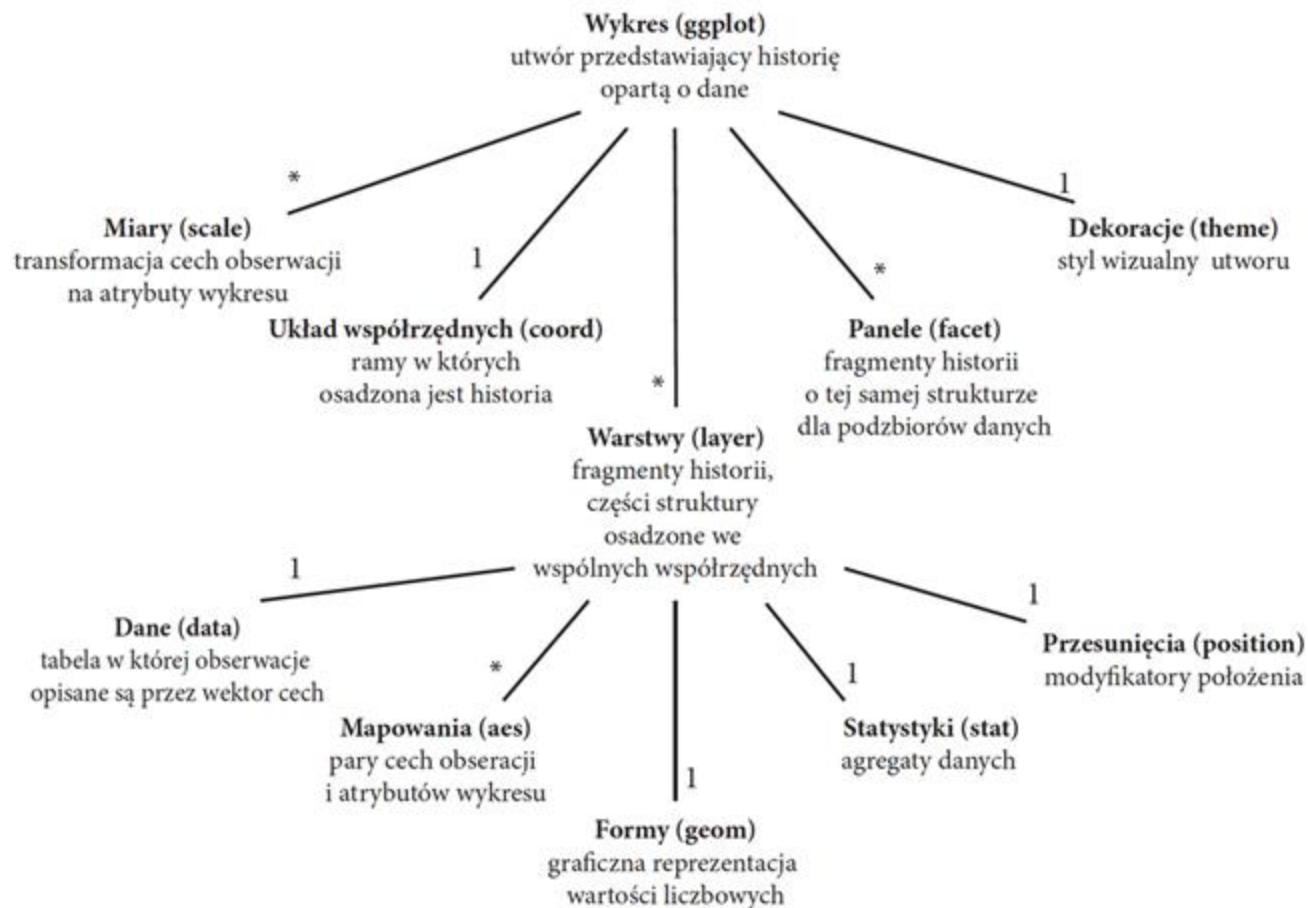 Wykres (ggplot)
utwór przedstawiający historię
opartą o dane
*
Miary (scale)
transformacja cech obserwacji
na atrybuty wykresu
1
Układ współrzędnych (coord)
ramy w których
osadzona jest historia
*
Warstwy (layer)
fragmenty historii,
części struktury
osadzone we
wspólnych współrzędnych
*
Panele (facet)
fragmenty historii
o tej samej strukturze
dla podzbiorów danych
1
Dekoracje (theme)
styl wizualny utworu
1
Dane (data)
tabela w której obserwacje
opisane są przez wektor cech
*
Mapowania (aes)
pary cech obseracji
i atrybutów wykresu
1
Formy (geom)
graficzna reprezentacja
wartości liczbowych
1
Statystyki (stat)
agregaty danych
1
Przesunięcia (position)
modyfikatory położenia